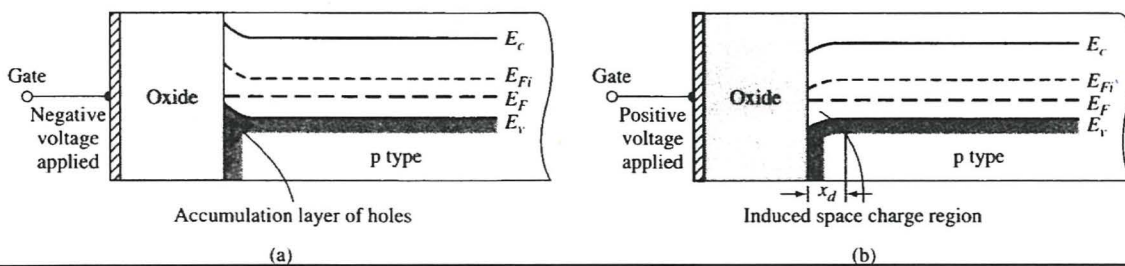 E_c
Gate
Negative
voltage
applied
Oxide
E_Fi
E_F
E_v
p type
Accumulation layer of holes
(a)
E_c
Gate
Positive
voltage
applied
Oxide
E_Fi
E_F
E_v
p type
x_d
Induced space charge region
(b)